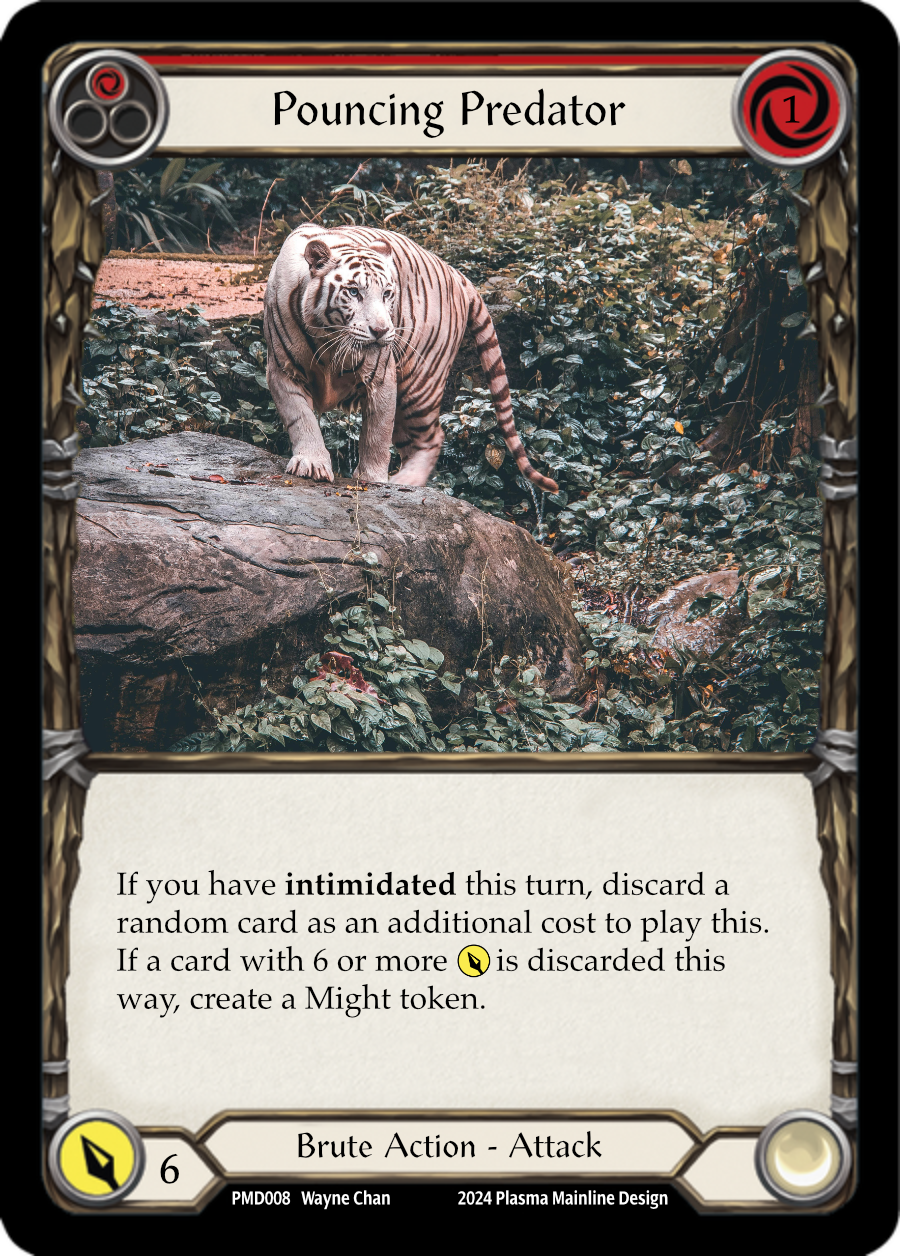 Pouncing Predator
1
If you have intimidated this turn, discard a
random card as an additional cost to play this.
If a card with 6 or more is discarded this
way, create a Might token.
6
Brute Action - Attack
PMD008 Wayne Chan 2024 Plasma Mainline Design